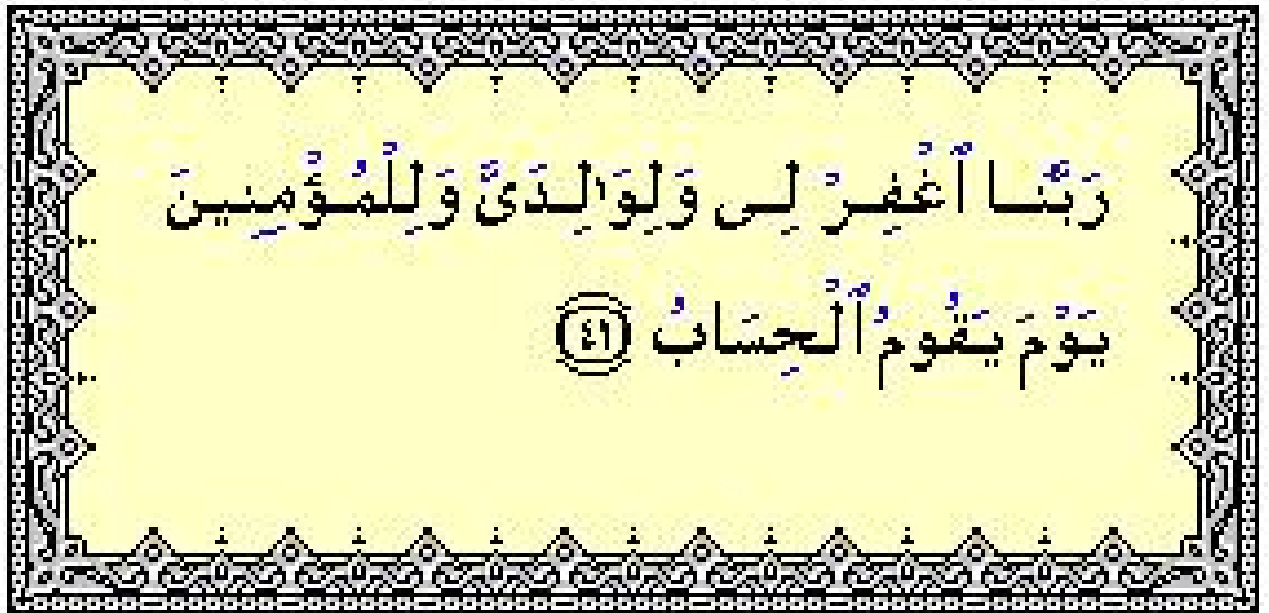 رَبَّنَا ٱغْفِرْ لِى وَلِوَٰلِدَىَّ وَلِلْمُؤْمِنِينَ
يَوْمَ يَقُومُ ٱلْحِسَابُ ٤١